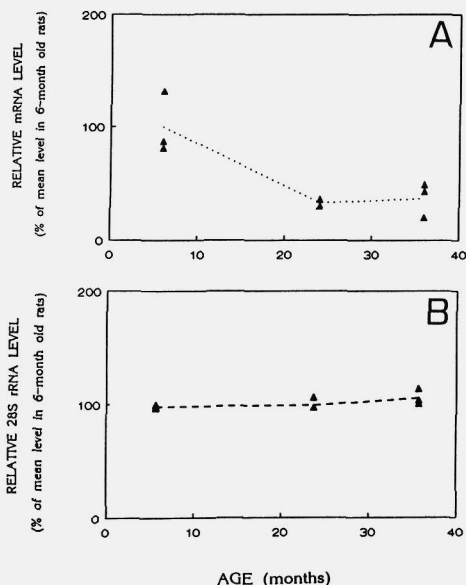 A
RELATIVE mRNA LEVEL
(% of mean level in 6-month old rats)
200
100
0
0 10 20 30 40
B
RELATIVE 28S rRNA LEVEL
(% of mean level in 6-month old rats)
200
100
0
0 10 20 30 40
AGE (months)